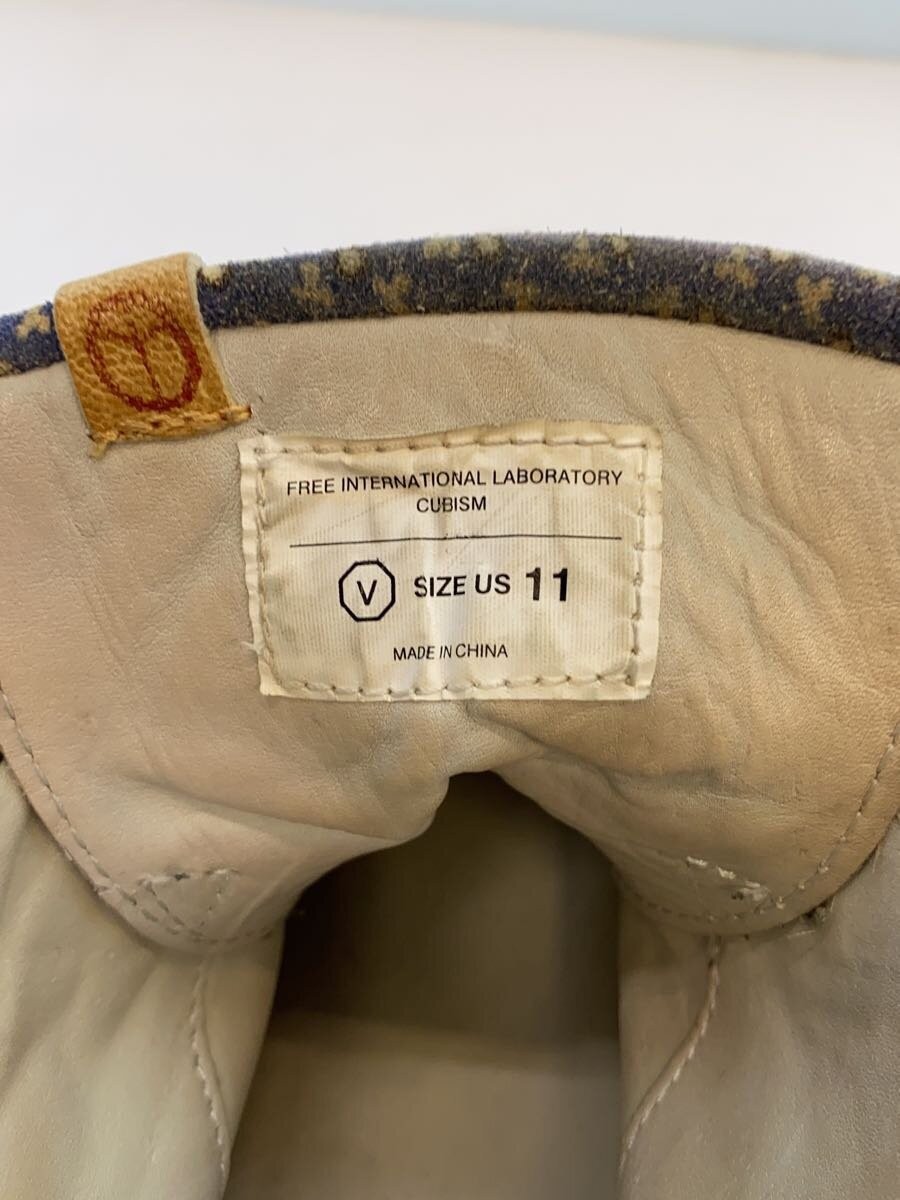 FREE INTERNATIONAL LABORATORY
CUBISM
V SIZE US 11
MADE IN CHINA